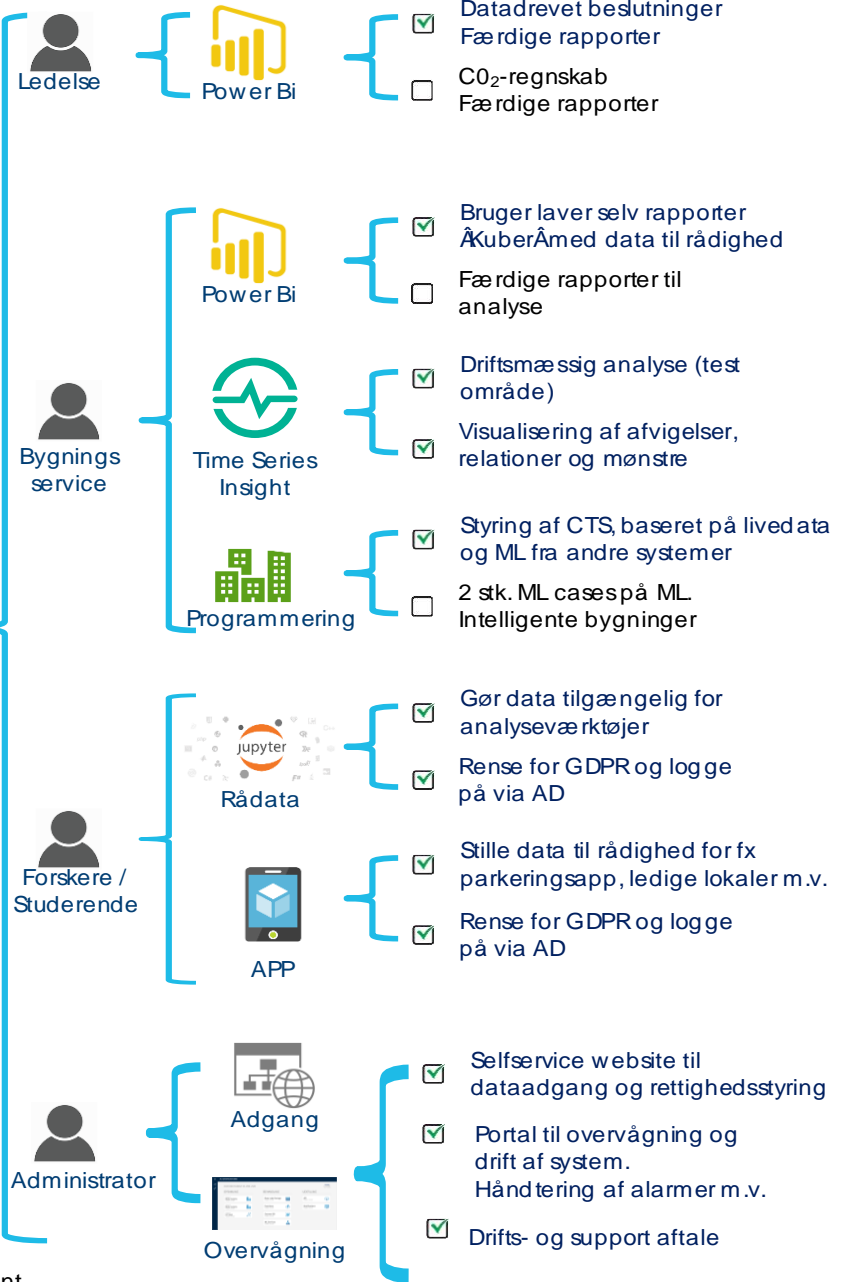 Datadrevet beslutninger
Færdige rapporter
Ledelse
Power Bi
C0₂-regnskab
Færdige rapporter
Bruger laver selv rapporter
ÂKuberÂmed data til rådighed
Power Bi
Færdige rapporter til
analyse
Driftsmæssig analyse (test
område)
Bygnings
service
Time Series
Insight
Visualisering af afvigelser,
relationer og mønstre
Styring af CTS, baseret på livedata
og ML fra andre systemer
Programmering
2 stk. ML cases på ML.
Intelligente bygninger
Gør data tilgængelig for
analyseværktøjer
jupyter
Rådata
Rense for GDPR og logge
på via AD
Forskere /
Studerende
Stille data til rådighed for fx
parkeringsapp, ledige lokaler m.v.
APP
Rense for GDPR og logge
på via AD
Selfservice website til
dataadgang og rettighedsstyring
Adgang
Administrator
Portal til overvågning og
drift af system.
Håndtering af alarmer m.v.
Overvågning
Drifts- og support aftale